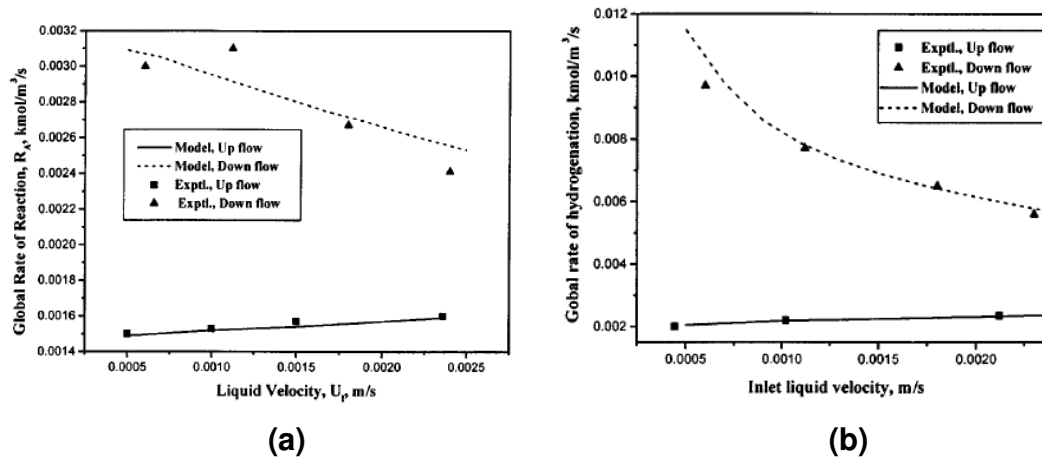 0.0032
0.0030
0.0028
0.0026
0.0024
0.0022
0.0020
0.0018
0.0016
0.0014
Global Rate of Reaction, R_A, kmol/m³/s
Model, Up flow
Model, Down flow
Exptl., Up flow
Exptl., Down flow
0.0005
0.0010
0.0015
0.0020
0.0025
Liquid Velocity, U_l, m/s
(a)
0.012
0.010
0.008
0.006
0.004
0.002
Gobal rate of hydrogenation, kmol/m³/s
Exptl., Up flow
Exptl., Down flow
Model, Up flow
Model, Down flow
0.0005
0.0010
0.0015
0.0020
Inlet liquid velocity, m/s
(b)